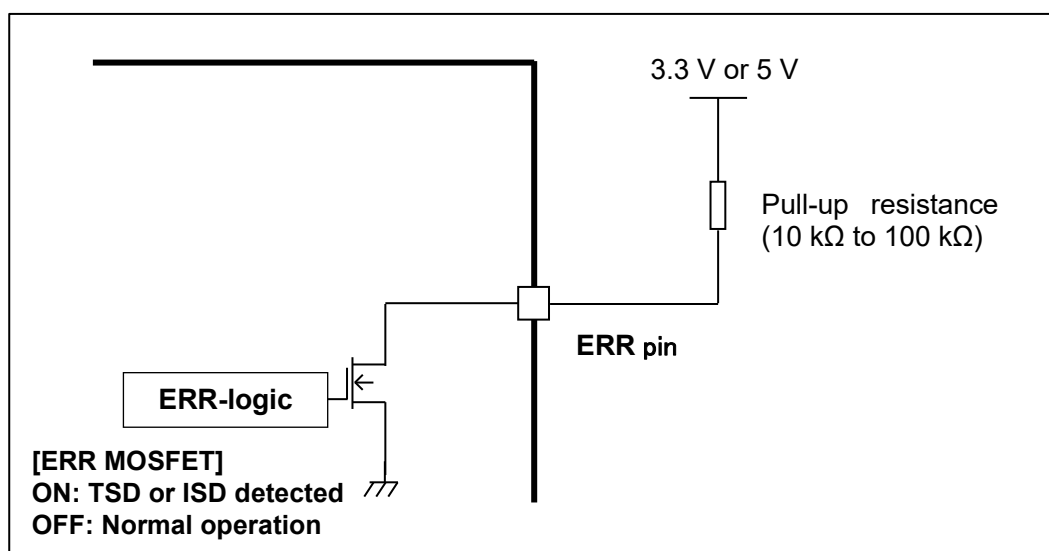 3.3 V or 5 V
Pull-up resistance
(10 kΩ to 100 kΩ)
ERR pin
ERR-logic
[ERR MOSFET]
ON: TSD or ISD detected
OFF: Normal operation